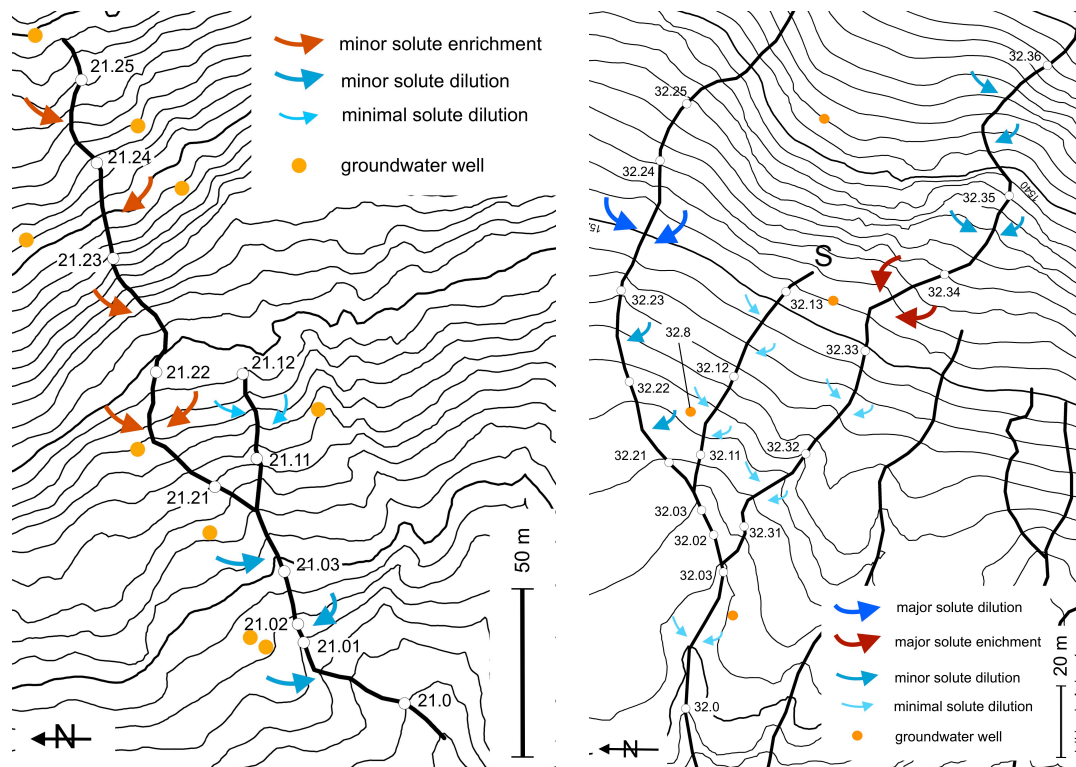 minor solute enrichment
minor solute dilution
minimal solute dilution
groundwater well
21.25
21.24
21.23
21.22
21.12
21.11
21.21
21.03
21.02
21.01
21.0
50 m
N
32.36
32.25
32.24
32.35
1540
15
S
32.34
32.23
32.13
32.8
32.33
32.12
32.22
32.32
32.21
32.11
32.03
32.31
32.02
32.03
32.0
major solute dilution
major solute enichment
minor solute dilution
minimal solute dilution
groundwater well
20 m
N